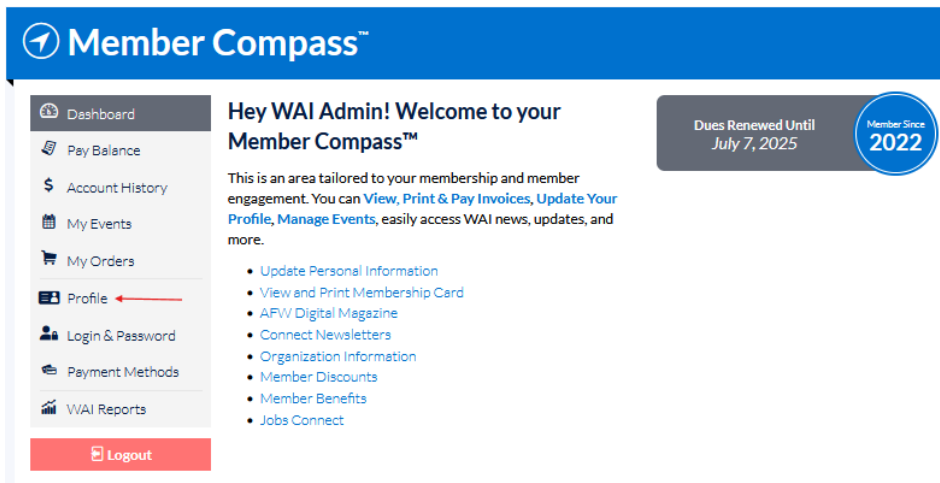 Member Compass™
Dashboard
Pay Balance
Account History
My Events
My Orders
Profile
Login & Password
Payment Methods
WAI Reports
Logout
Hey WAI Admin! Welcome to your
Member Compass™
This is an area tailored to your membership and member
engagement. You can View, Print & Pay Invoices, Update Your
Profile, Manage Events, easily access WAI news, updates, and
more.
• Update Personal Information
• View and Print Membership Card
• AFW Digital Magazine
• Connect Newsletters
• Organization Information
• Member Discounts
• Member Benefits
• Jobs Connect
Dues Renewed Until
July 7, 2025
Member Since
2022